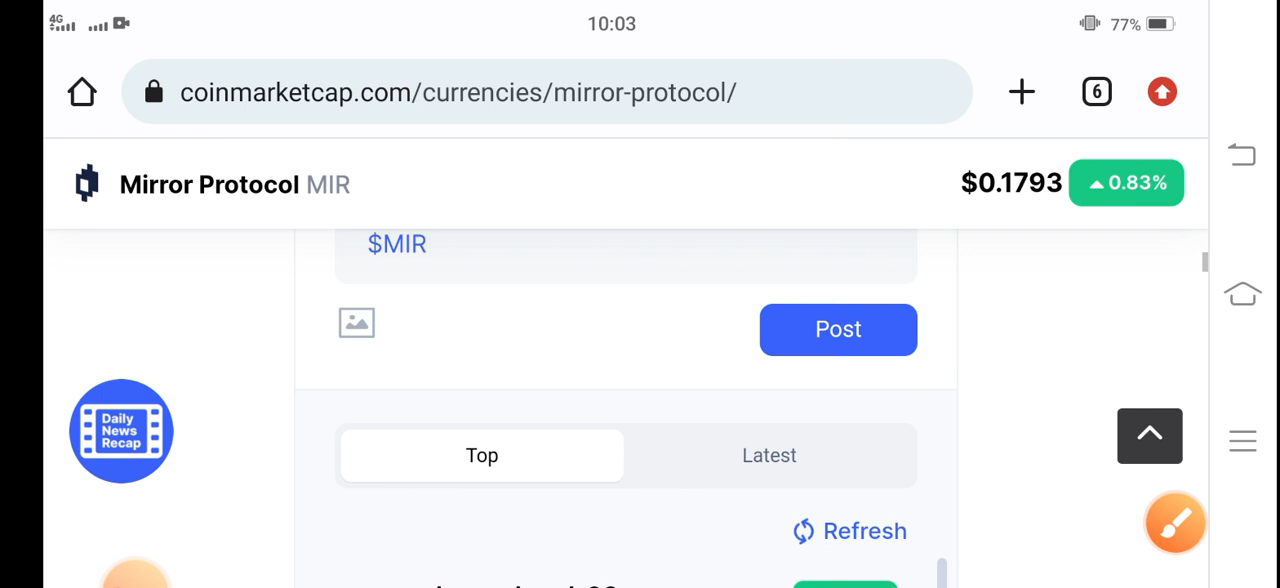 4G
10:03
77%
coinmarketcap.com/currencies/mirror-protocol/
6
Mirror Protocol MIR
$0.1793
0.83%
$MIR
Post
Daily
News
Recap
Top
Latest
Refresh